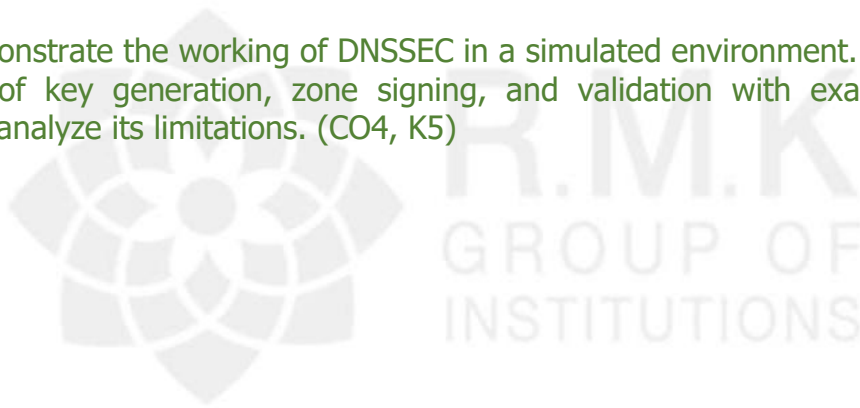 onstrate the working of DNSSEC in a simulated environment.
of key generation, zone signing, and validation with exa
analyze its limitations. (CO4, K5)
R.M.K
GROUP OF
INSTITUTIONS